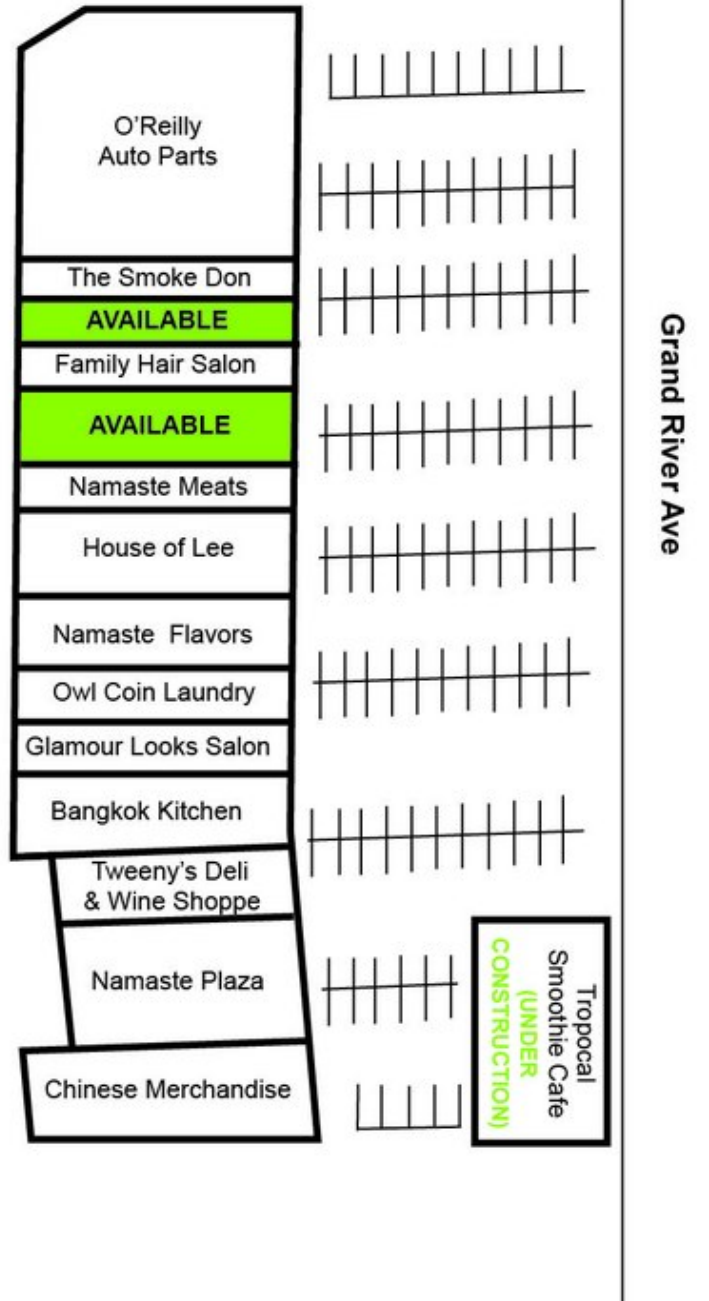 O'Reilly
Auto Parts
The Smoke Don
AVAILABLE
Family Hair Salon
AVAILABLE
Namaste Meats
House of Lee
Namaste Flavors
Owl Coin Laundry
Glamour Looks Salon
Bangkok Kitchen
Tweeny's Deli
& Wine Shoppe
Namaste Plaza
Chinese Merchandise
Tropocal
Smoothie Cafe
(UNDER
CONSTRUCTION)
Grand River Ave